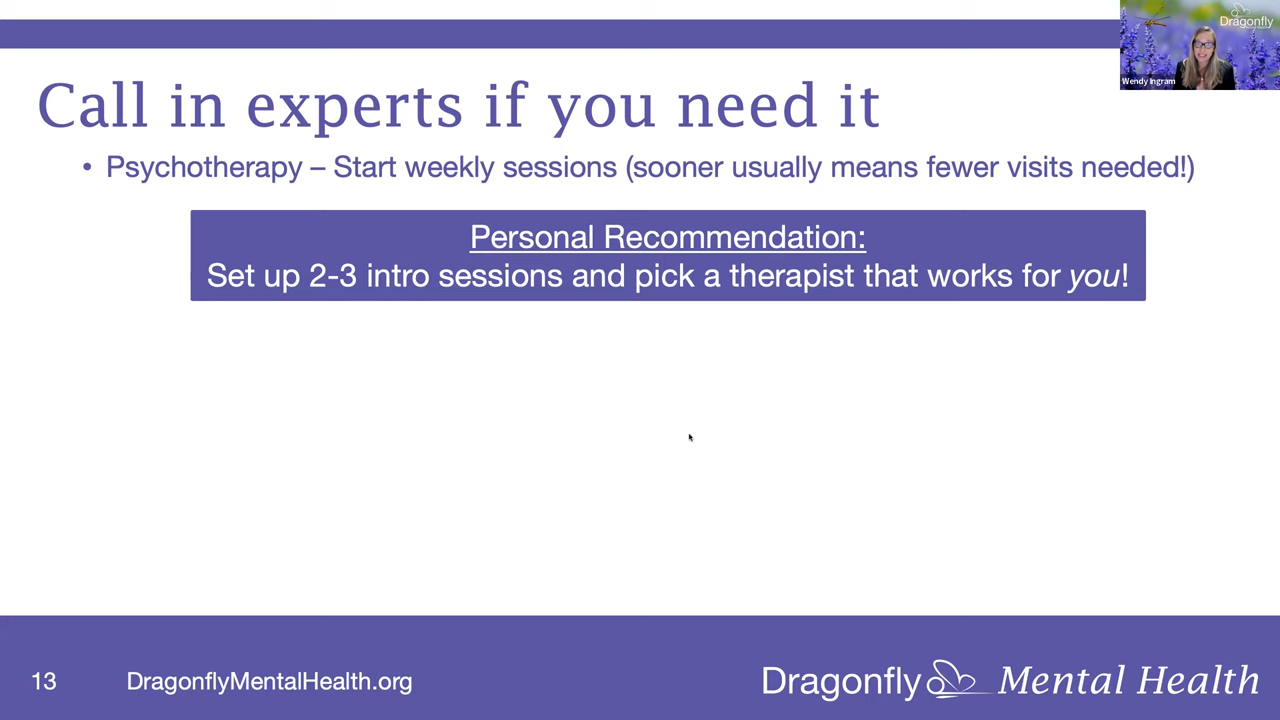 Dragonfly
Wendy Ingram
Call in experts if you need it
• Psychotherapy – Start weekly sessions (sooner usually means fewer visits needed!)
Personal Recommendation:
Set up 2-3 intro sessions and pick a therapist that works for you!
13 DragonflyMentalHealth.org Dragonfly Mental Health